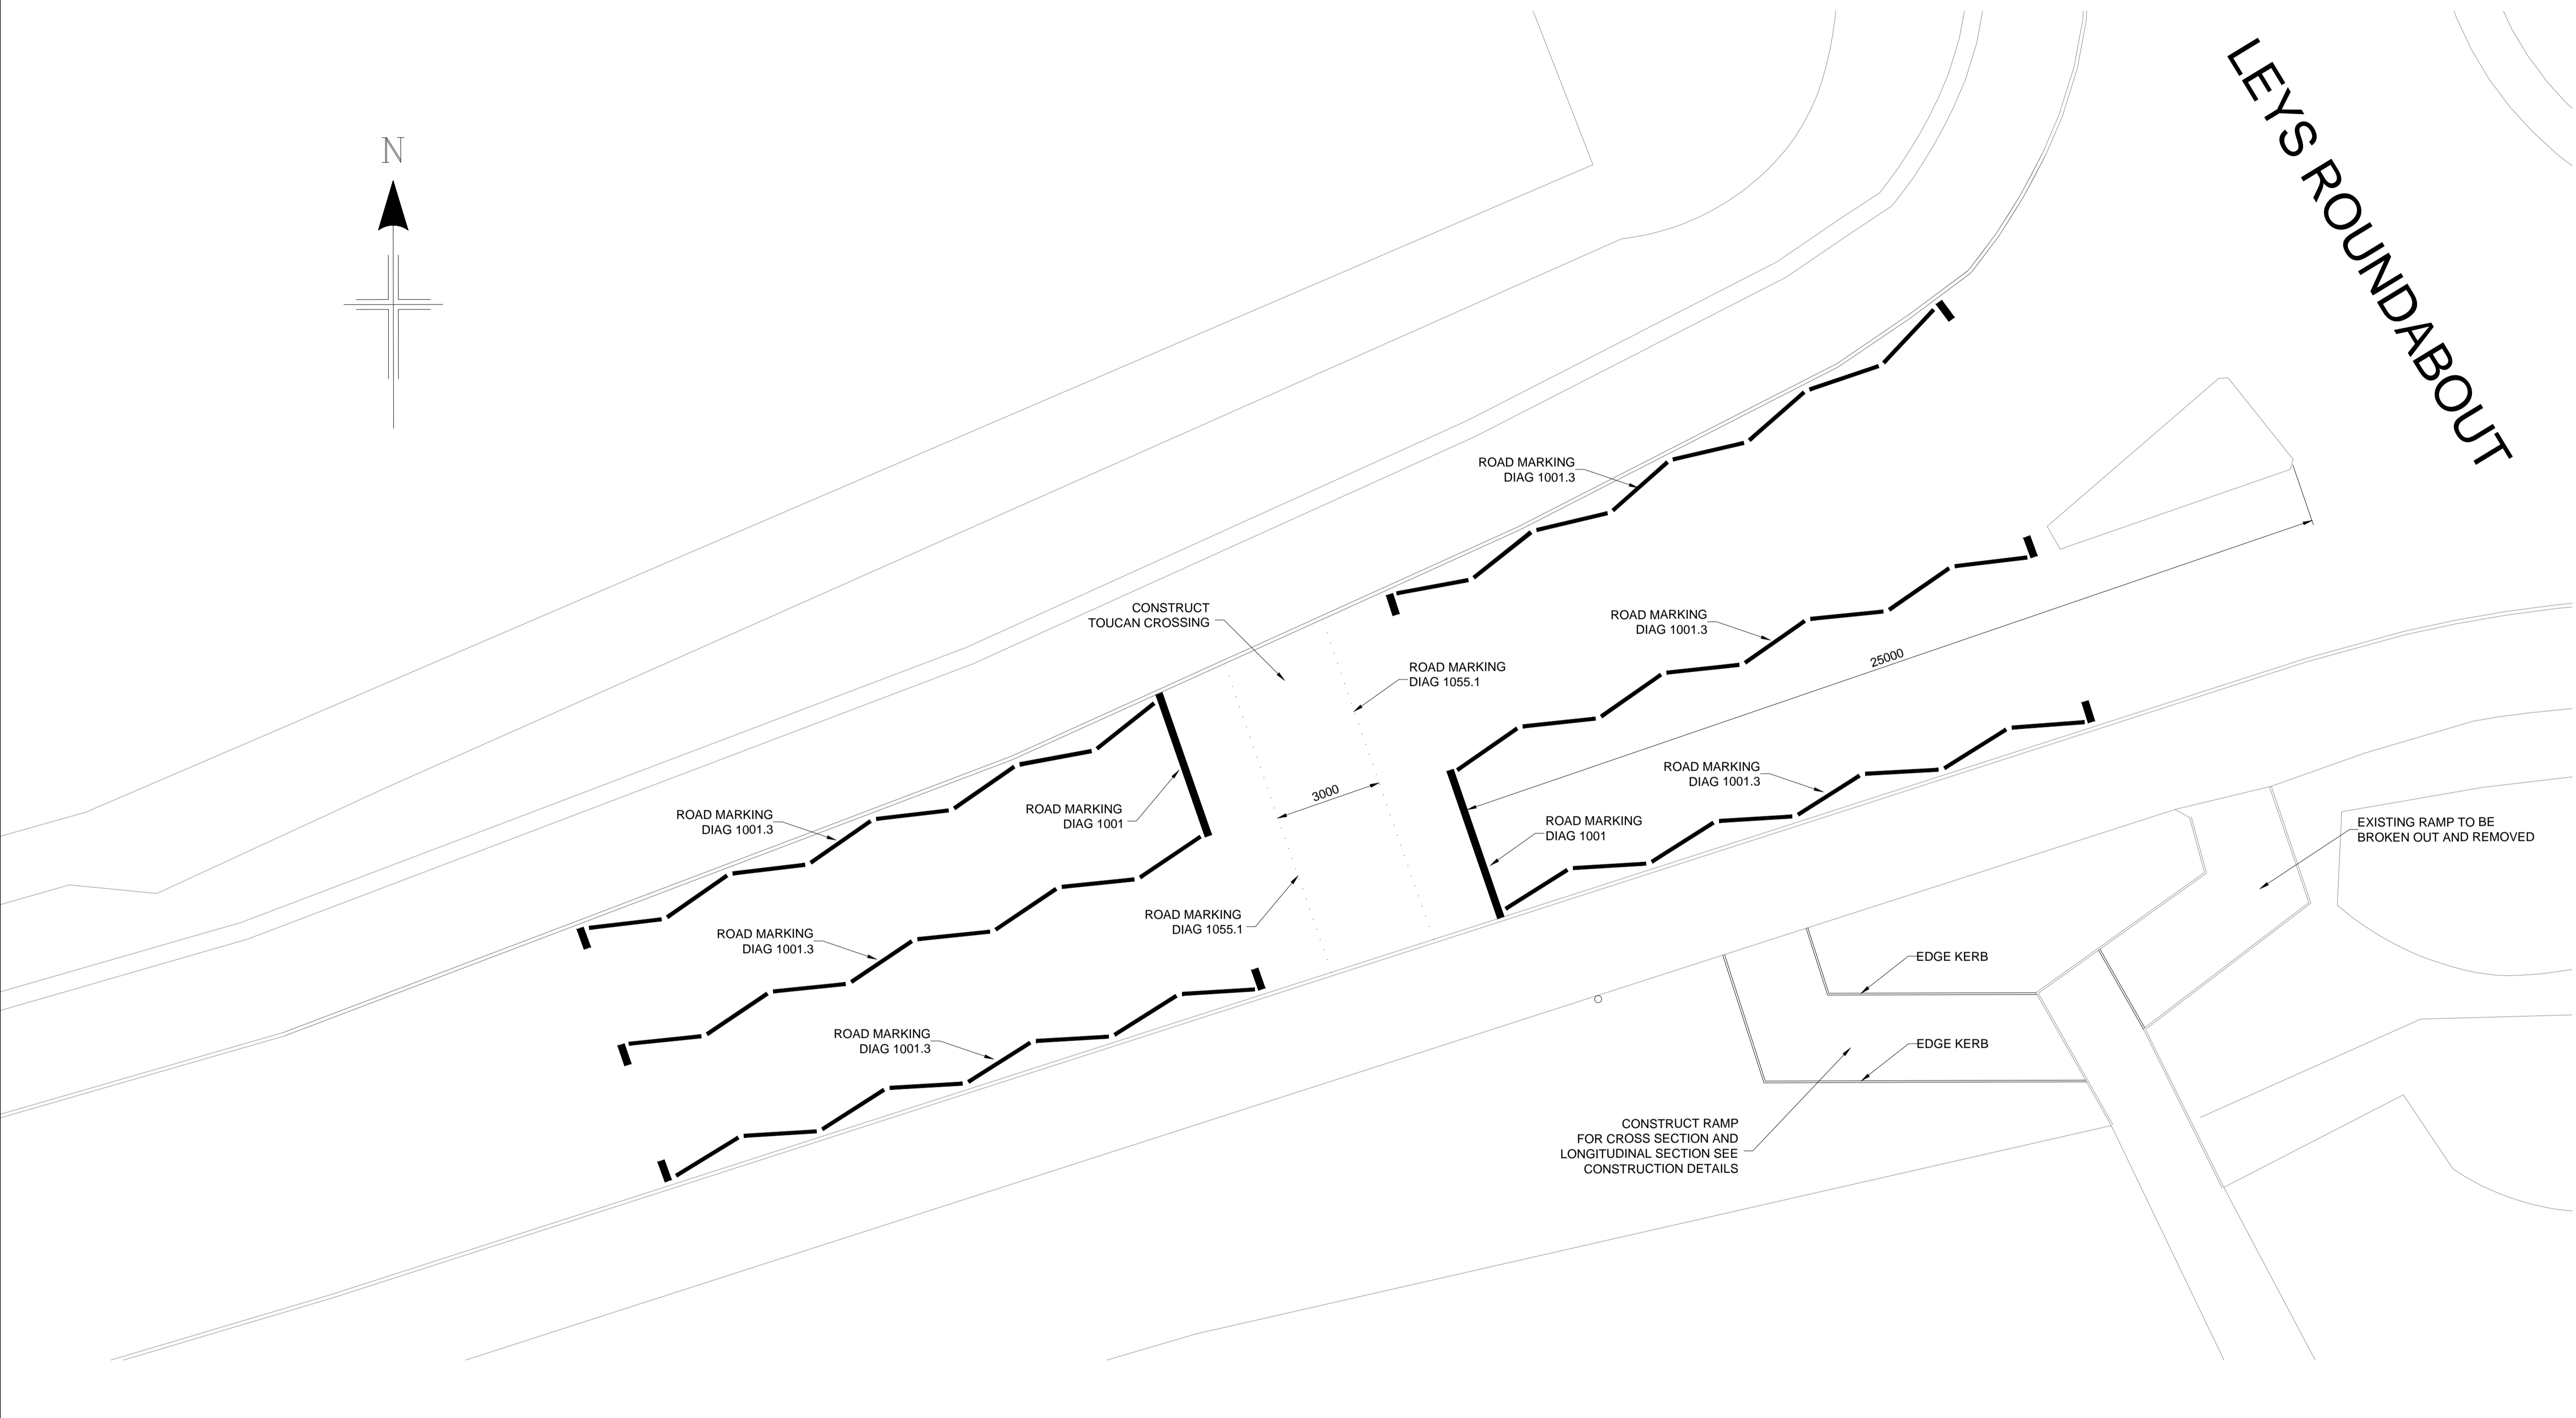 N
LEYS ROUNDABOUT
ROAD MARKING
DIAG 1001.3
CONSTRUCT
TOUCAN CROSSING
ROAD MARKING
DIAG 1001.3
ROAD MARKING
DIAG 1055.1
25000
ROAD MARKING
DIAG 1001.3
3000
ROAD MARKING
DIAG 1001.3
ROAD MARKING
DIAG 1001
ROAD MARKING
DIAG 1001
EXISTING RAMP TO BE
BROKEN OUT AND REMOVED
ROAD MARKING
DIAG 1055.1
ROAD MARKING
DIAG 1001.3
EDGE KERB
ROAD MARKING
DIAG 1001.3
EDGE KERB
CONSTRUCT RAMP
FOR CROSS SECTION AND
LONGITUDINAL SECTION SEE
CONSTRUCTION DETAILS